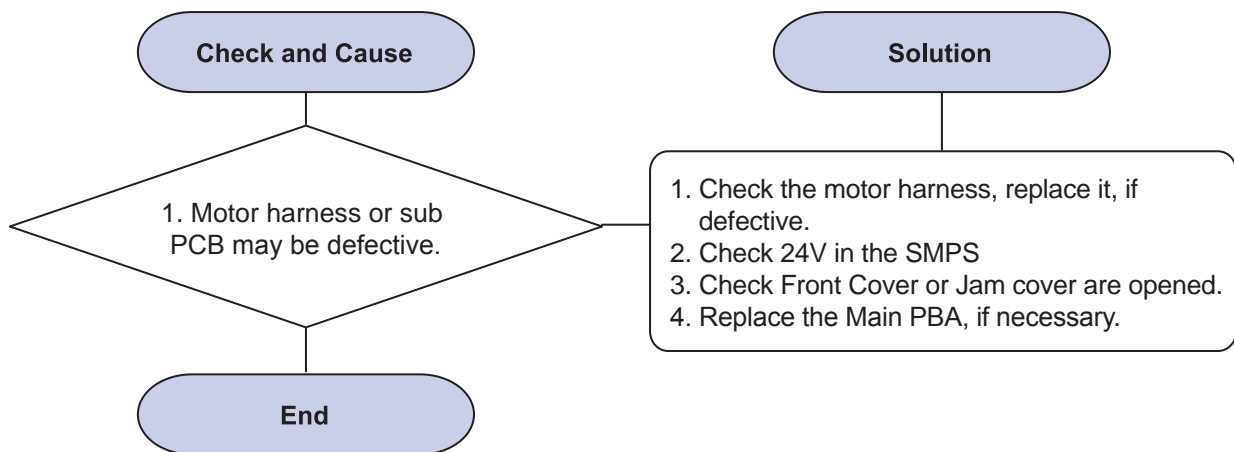 Check and Cause
1. Motor harness or sub
PCB may be defective.
End
Solution
1. Check the motor harness, replace it, if
defective.
2. Check 24V in the SMPS
3. Check Front Cover or Jam cover are opened.
4. Replace the Main PBA, if necessary.